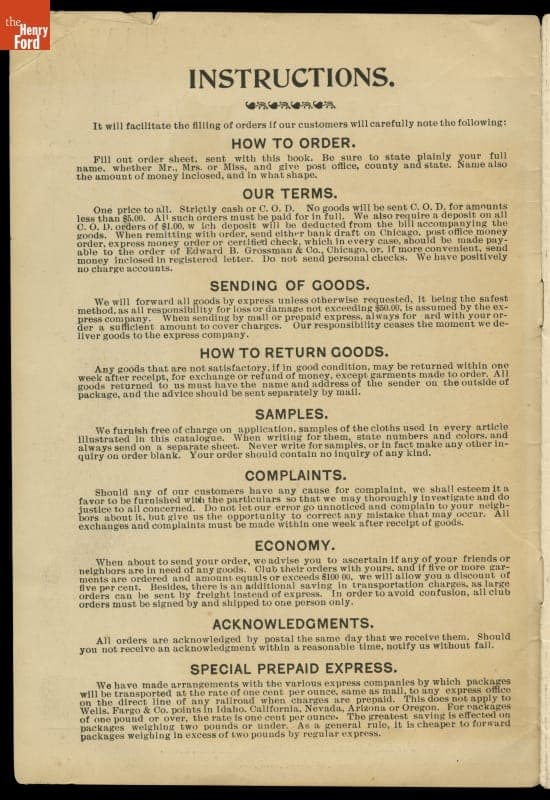 the
Henry
Ford
INSTRUCTIONS.
It will facilitate the filling of orders if our customers will carefully note the following:
HOW TO ORDER.
Fill out order sheet, sent with this book. Be sure to state plainly your full
name, whether Mr., Mrs. or Miss, and give post office, county and state. Name also
the amount of money inclosed, and in what shape.
OUR TERMS.
One price to all. Strictly cash or C. O. D. No goods will be sent C. O. D. for amounts
less than $5.00. All such orders must be paid for in full. We also require a deposit on all
C. O. D. orders of $1.00, w ich deposit will be deducted from the bill accompanying the
goods. When remitting with order, send either bank draft on Chicago, post office money
order, express money order or certified check, which in every case, should be made pay-
able to the order of Edward B. Grossman & Co., Chicago, or, if more convenient, send
money inclosed in registered letter. Do not send personal checks. We have positively
no charge accounts.
SENDING OF GOODS.
We will forward all goods by express unless otherwise requested, it being the safest
method, as all responsibility for loss or damage not exceeding $50.00, is assumed by the ex-
press company. When sending by mail or prepaid express, always for ard with your or-
der a sufficient amount to cover charges. Our responsibility ceases the moment we de-
liver goods to the express company.
HOW TO RETURN GOODS.
Any goods that are not satisfactory, if in good condition, may be returned within one
week after receipt, for exchange or refund of money, except garments made to order. All
goods returned to us must have the name and address of the sender on the outside of
package, and the advice should be sent separately by mail.
SAMPLES.
We furnish free of charge on application, samples of the cloths used in every article
illustrated in this catalogue. When writing for them, state numbers and colors, and
always send on a separate sheet. Never write for samples, or in fact make any other in-
quiry on order blank. Your order should contain no inquiry of any kind.
COMPLAINTS.
Should any of our customers have any cause for complaint, we shall esteem it a
favor to be furnished with the particulars so that we may thoroughly investigate and do
justice to all concerned. Do not let our error go unnoticed and complain to your neigh-
bors about it, but give us the opportunity to correct any mistake that may occur. All
exchanges and complaints must be made within one week after receipt of goods.
ECONOMY.
When about to send your order, we advise you to ascertain if any of your friends or
neighbors are in need of any goods. Club their orders with yours, and if five or more gar-
ments are ordered and amount equals or exceeds $100 00, we will allow you a discount of
five per cent. Besides, there is an additional saving in transportation charges, as large
orders can be sent by freight instead of express. In order to avoid confusion, all club
orders must be signed by and shipped to one person only.
ACKNOWLEDGMENTS.
All orders are acknowledged by postal the same day that we receive them. Should
you not receive an acknowledgment within a reasonable time, notify us without fail.
SPECIAL PREPAID EXPRESS.
We have made arrangements with the various express companies by which packages
will be transported at the rate of one cent per ounce, same as mail, to any express office
on the direct line of any railroad when charges are prepaid. This does not apply to
Wells, Fargo & Co. points in Idaho, California, Nevada, Arizona or Oregon. For packages
of one pound or over, the rate is one cent per ounce. The greatest saving is effected on
packages weighing two pounds or under. As a general rule, it is cheaper to forward
packages weighing in excess of two pounds by regular express.